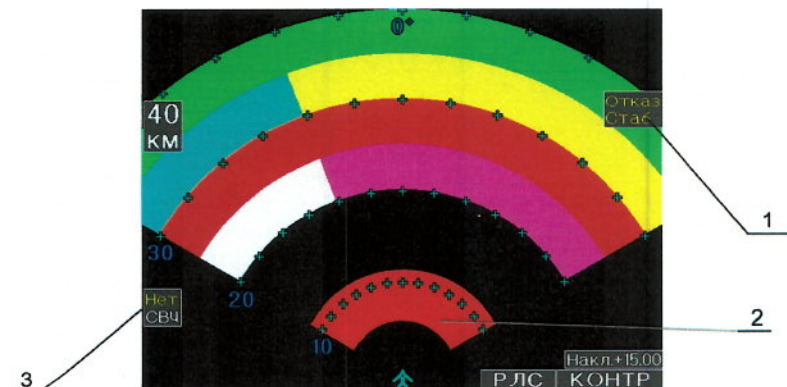 0°
40
КМ
Отказ
Стаб
1
30
20
Нет
СВЧ
10
2
3
Накл.+15.00
РЛС КОНТР